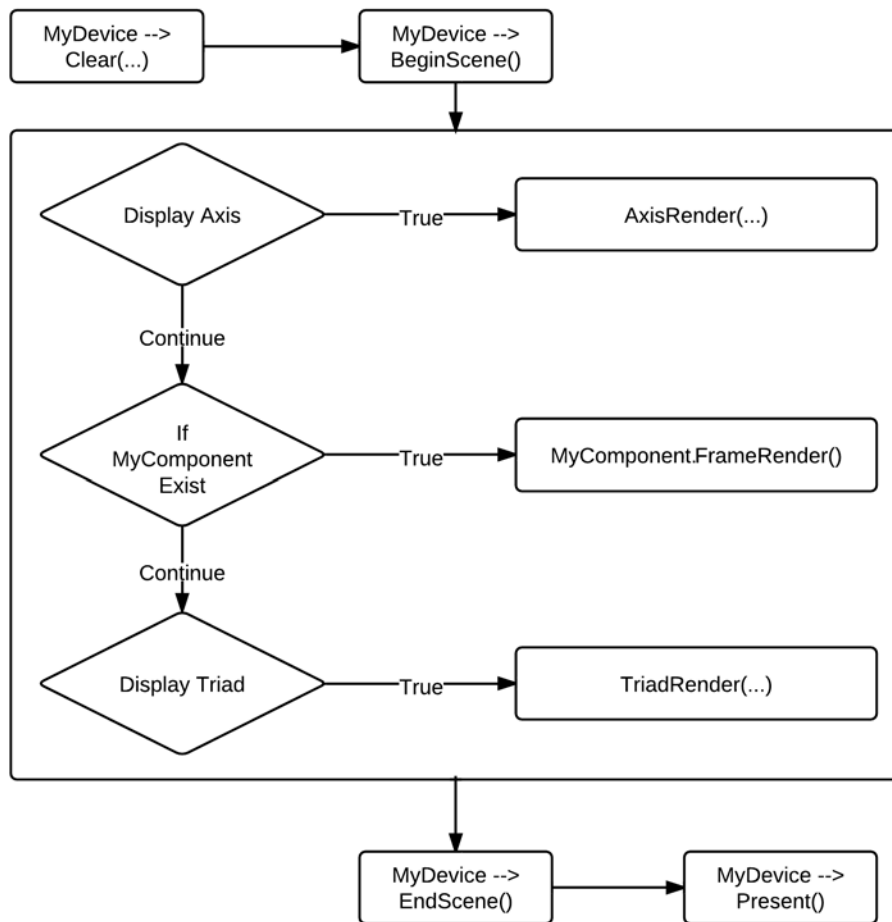 MyDevice -->
Clear(...)
MyDevice -->
BeginScene()
Display Axis
True
AxisRender(...)
Continue
If
MyComponent
Exist
True
MyComponent.FrameRender()
Continue
Display Triad
True
TriadRender(...)
MyDevice -->
EndScene()
MyDevice -->
Present()